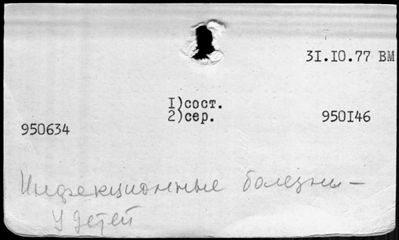 31.10.77 ВМ
1)сост.
2)сер.
950146
950634
Инфекционные болезни –
у детей